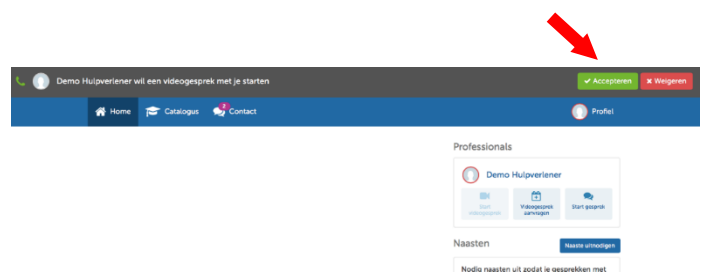 Demo Hulpverlener wil een videogesprek met je starten
Accepteren
Weigeren
Home
Catalogus
2
Contact
Profiel
Professionals
Demo Hulpverlener
Start
videogesprek
Videogesprek
aanvragen
Start gesprek
Naasten
Naaste uitnodigen
Nodig naasten uit zodat je gesprekken met